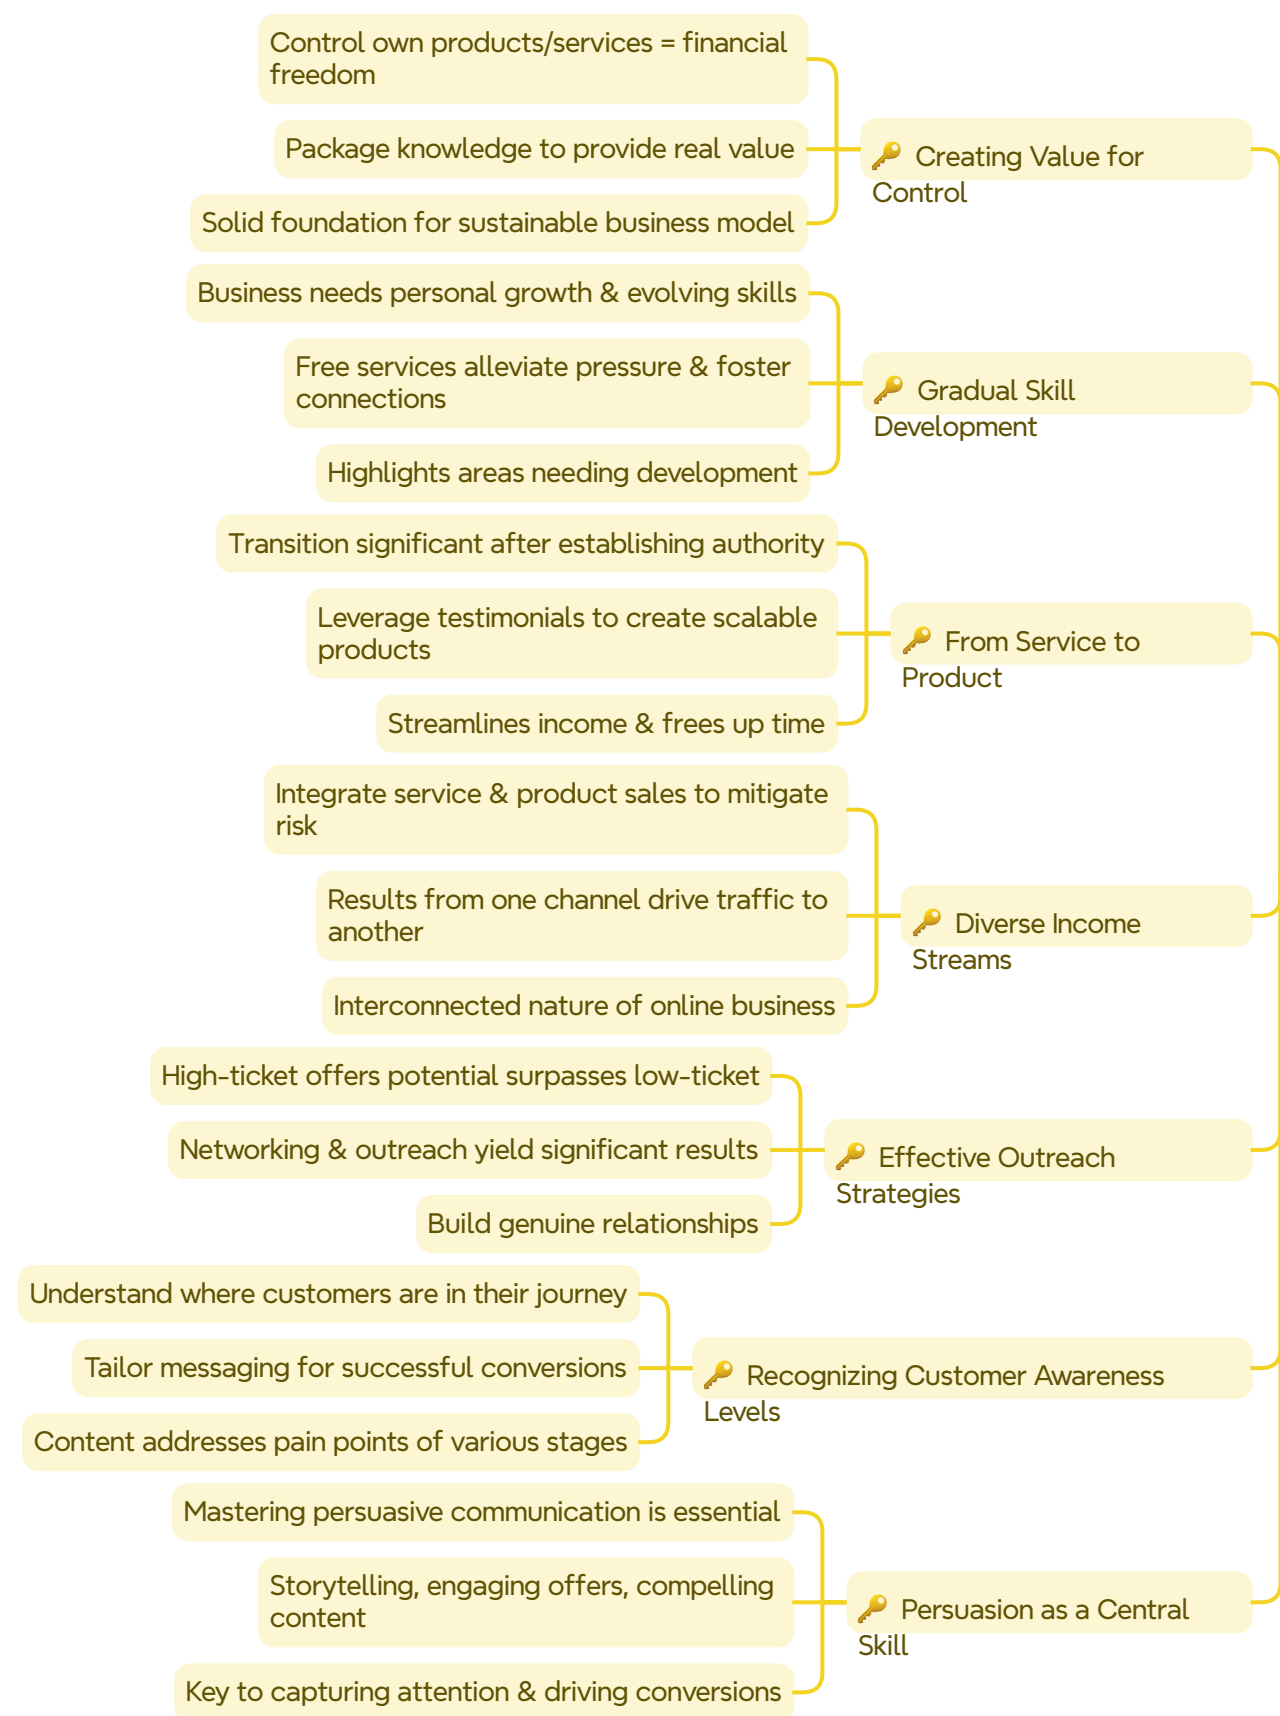 Control own products/services = financial
freedom
Package knowledge to provide real value
Solid foundation for sustainable business model
🔑 Creating Value for
Control
Business needs personal growth & evolving skills
Free services alleviate pressure & foster
connections
Highlights areas needing development
🔑 Gradual Skill
Development
Transition significant after establishing authority
Leverage testimonials to create scalable
products
Streamlines income & frees up time
🔑 From Service to
Product
Integrate service & product sales to mitigate
risk
Results from one channel drive traffic to
another
Interconnected nature of online business
🔑 Diverse Income
Streams
High-ticket offers potential surpasses low-ticket
Networking & outreach yield significant results
Build genuine relationships
🔑 Effective Outreach
Strategies
Understand where customers are in their journey
Tailor messaging for successful conversions
Content addresses pain points of various stages
🔑 Recognizing Customer Awareness
Levels
Mastering persuasive communication is essential
Storytelling, engaging offers, compelling
content
Key to capturing attention & driving conversions
🔑 Persuasion as a Central
Skill